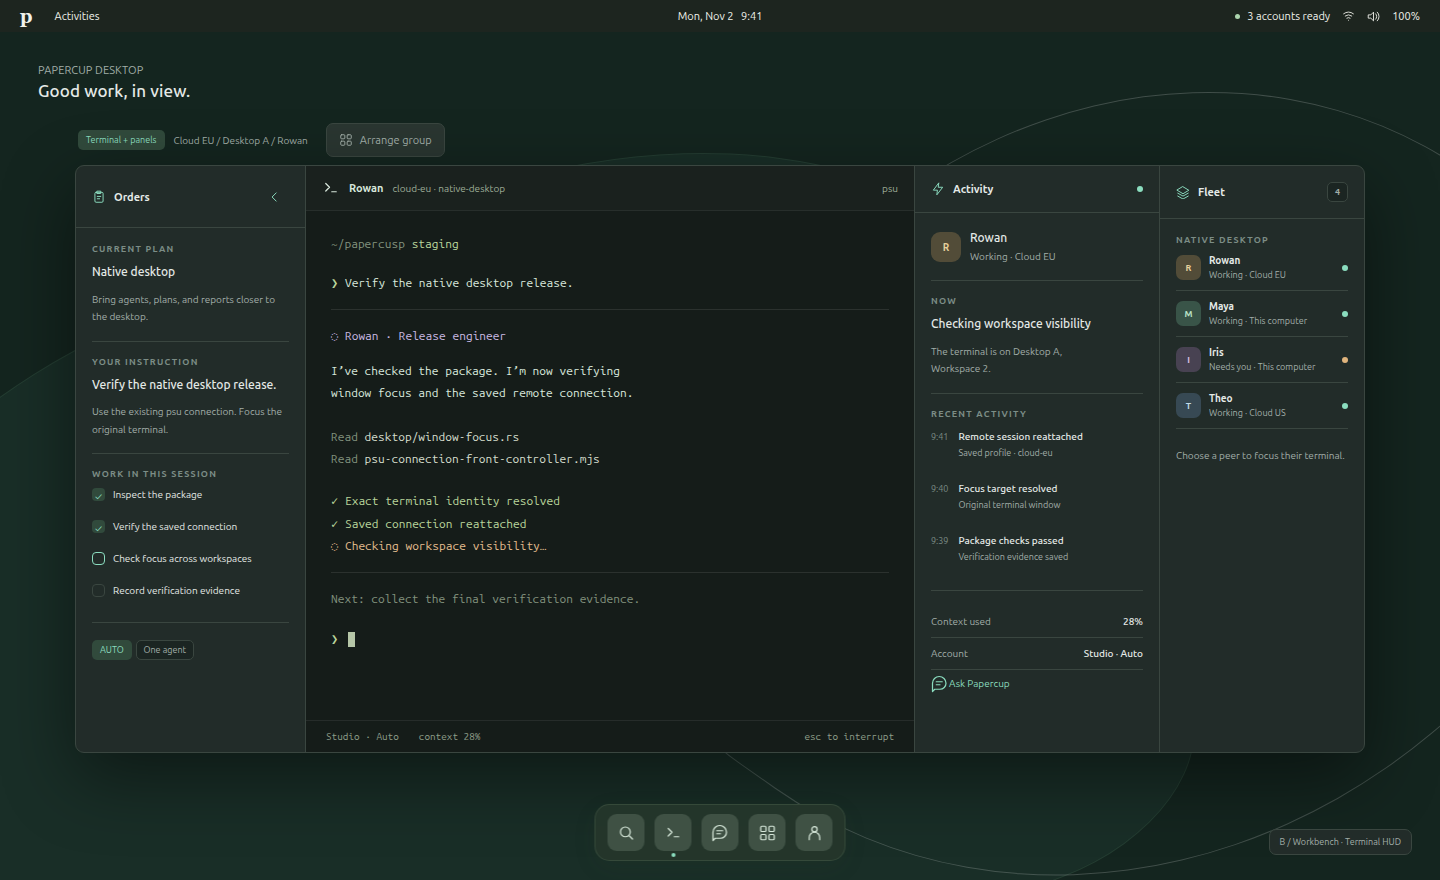 p
Activities
Mon, Nov 2 9:41
3 accounts ready
100%
PAPERCUP DESKTOP
Good work, in view.
Terminal + panels
Cloud EU / Desktop A / Rowan
Arrange group
Orders
CURRENT PLAN
Native desktop
Bring agents, plans, and reports closer to
the desktop.
YOUR INSTRUCTION
Verify the native desktop release.
Use the existing psu connection. Focus the
original terminal.
WORK IN THIS SESSION
Inspect the package
Verify the saved connection
Check focus across workspaces
Record verification evidence
AUTO
One agent
Rowan cloud-eu · native-desktop
psu
~/papercusp staging
❯ Verify the native desktop release.
◌ Rowan · Release engineer
I’ve checked the package. I’m now verifying
window focus and the saved remote connection.
Read desktop/window-focus.rs
Read psu-connection-front-controller.mjs
✓ Exact terminal identity resolved
✓ Saved connection reattached
◌ Checking workspace visibility…
Next: collect the final verification evidence.
❯
Studio · Auto context 28%
esc to interrupt
Activity
R
Rowan
Working · Cloud EU
NOW
Checking workspace visibility
The terminal is on Desktop A,
Workspace 2.
RECENT ACTIVITY
9:41 Remote session reattached
Saved profile · cloud-eu
9:40 Focus target resolved
Original terminal window
9:39 Package checks passed
Verification evidence saved
Context used 28%
Account Studio · Auto
Ask Papercup
Fleet
4
NATIVE DESKTOP
R
Rowan
Working · Cloud EU
M
Maya
Working · This computer
I
Iris
Needs you · This computer
T
Theo
Working · Cloud US
Choose a peer to focus their terminal.
B / Workbench · Terminal HUD